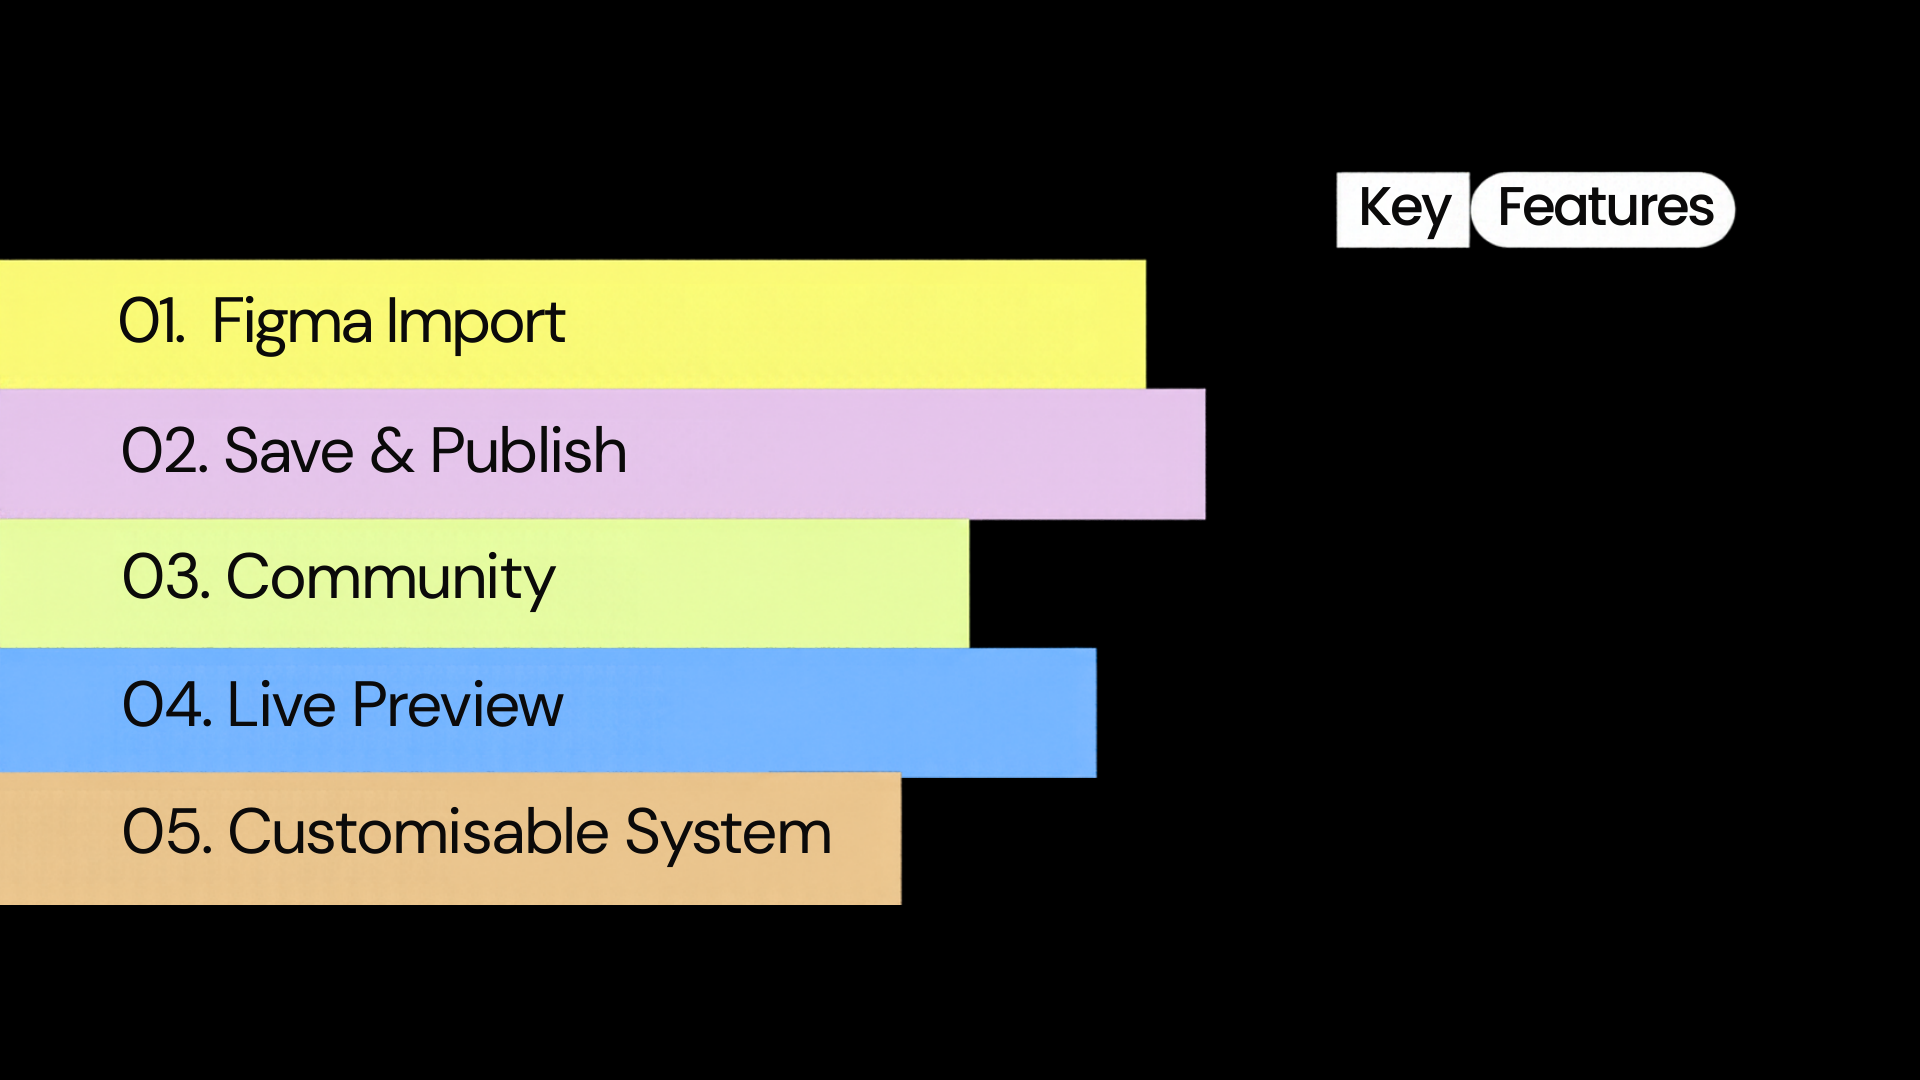 Key Features
01. Figma Import
02. Save & Publish
03. Community
04. Live Preview
05. Customisable System